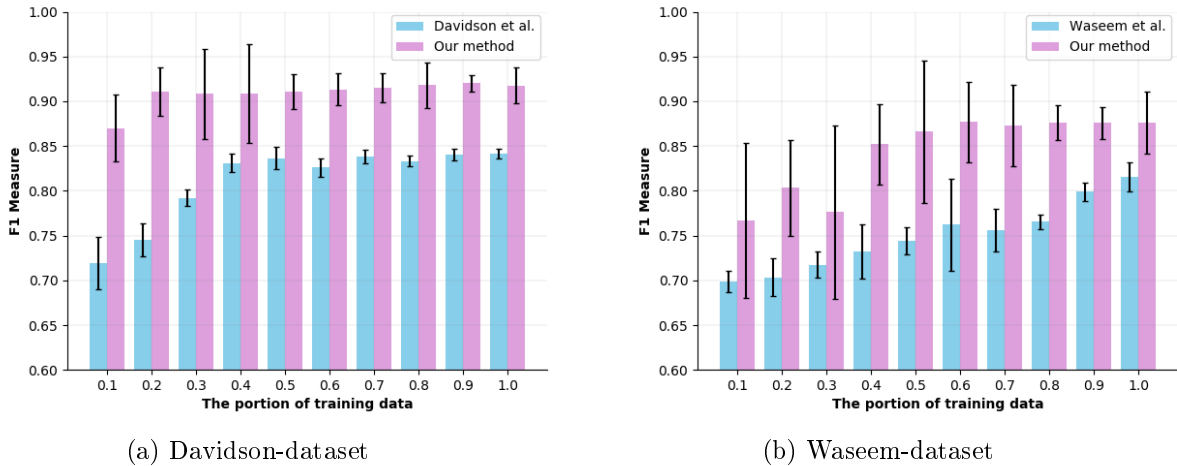 1.00
0.95
0.90
0.85
0.80
0.75
0.70
0.65
0.60
F1 Measure
Davidson et al.
Our method
0.1 0.2 0.3 0.4 0.5 0.6 0.7 0.8 0.9 1.0
The portion of training data
(a) Davidson-dataset
1.00
0.95
0.90
0.85
0.80
0.75
0.70
0.65
0.60
F1 Measure
Waseem et al.
Our method
0.1 0.2 0.3 0.4 0.5 0.6 0.7 0.8 0.9 1.0
The portion of training data
(b) Waseem-dataset